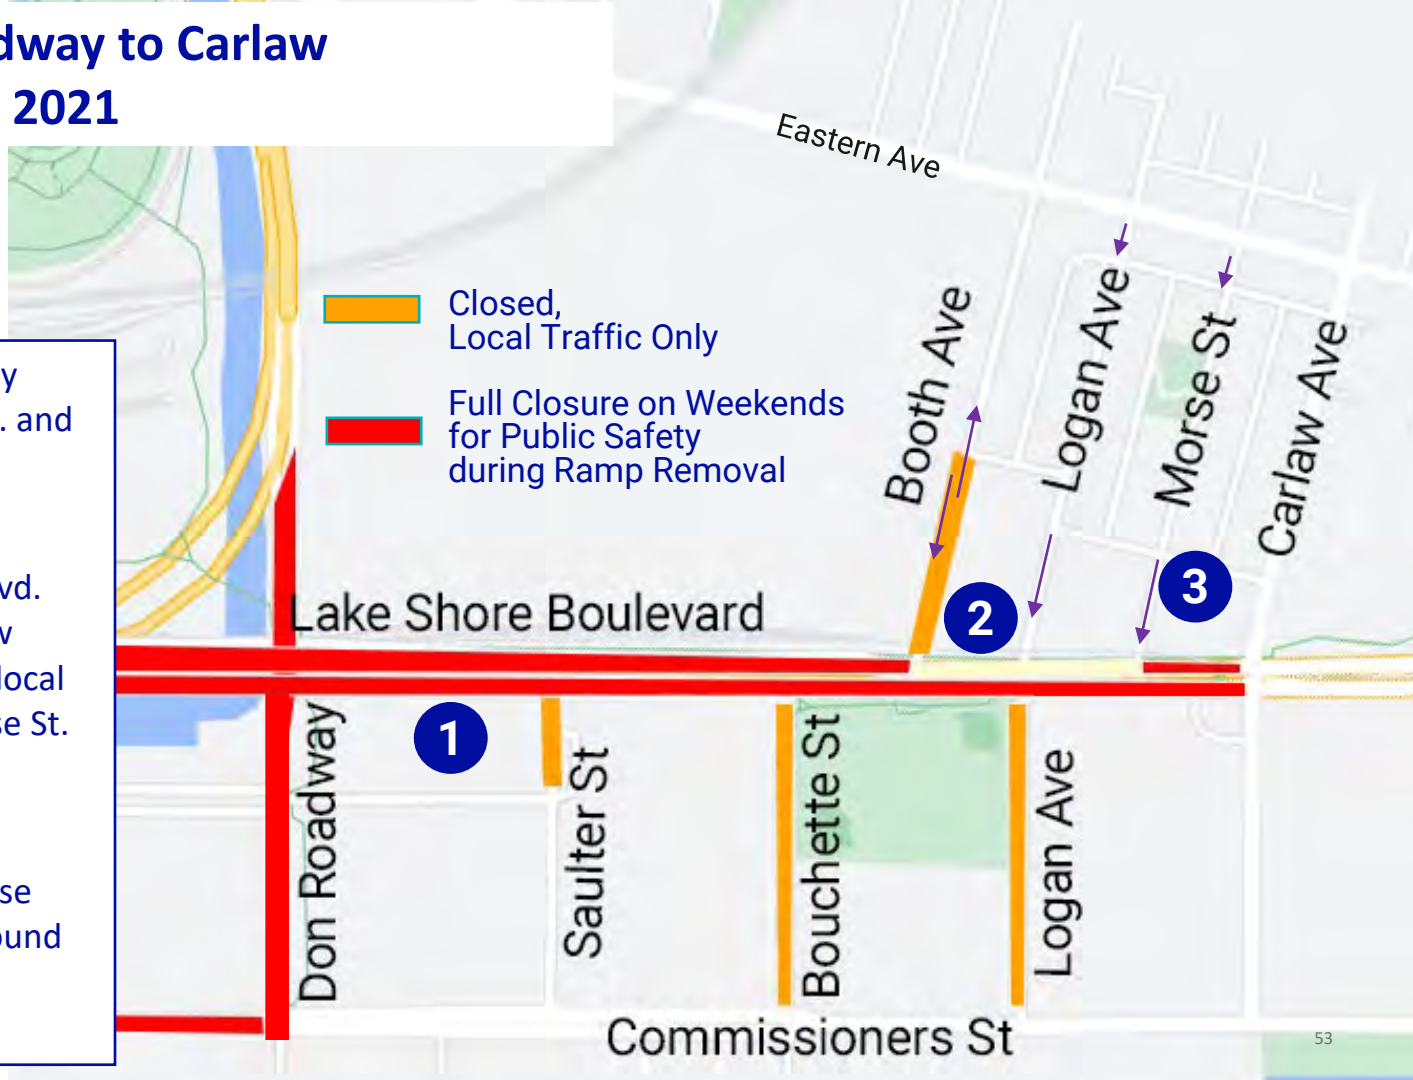 dway to Carlaw
2021
Eastern Ave
Closed,
Local Traffic Only
Full Closure on Weekends
for Public Safety
during Ramp Removal
y
. and
vd.
w
local
se St.
se
ound
Booth Ave
Logan Ave
Morse St
Carlaw Ave
Lake Shore Boulevard
1
2
3
Don Roadway
Saulter St
Bouchette St
Logan Ave
Commissioners St
53